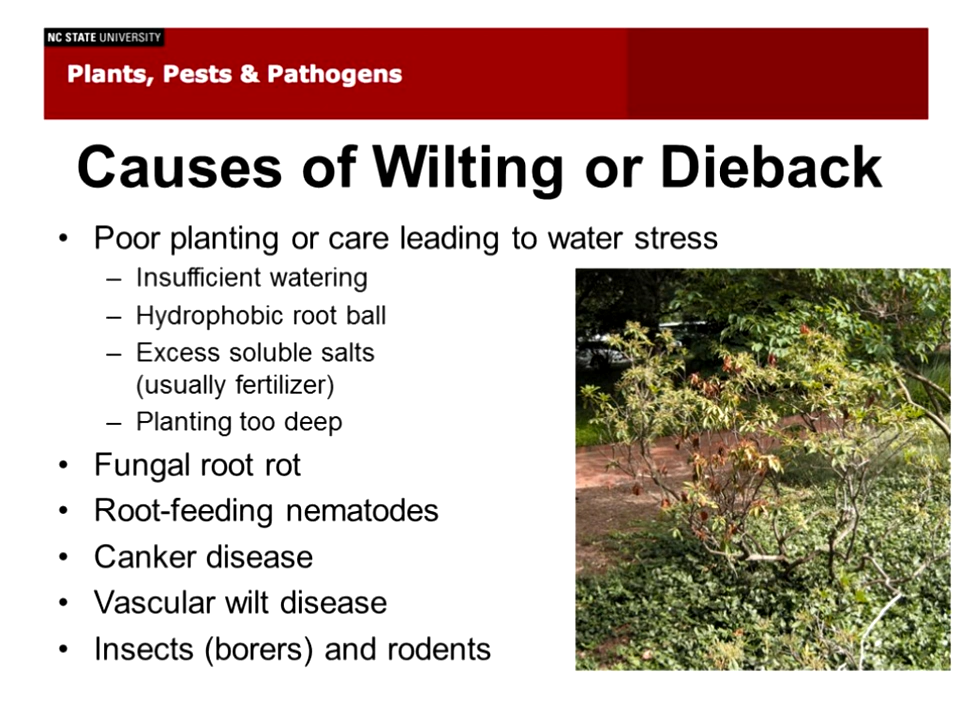 NC STATE UNIVERSITY
Plants, Pests & Pathogens
Causes of Wilting or Dieback
• Poor planting or care leading to water stress
– Insufficient watering
– Hydrophobic root ball
– Excess soluble salts
(usually fertilizer)
– Planting too deep
• Fungal root rot
• Root-feeding nematodes
• Canker disease
• Vascular wilt disease
• Insects (borers) and rodents